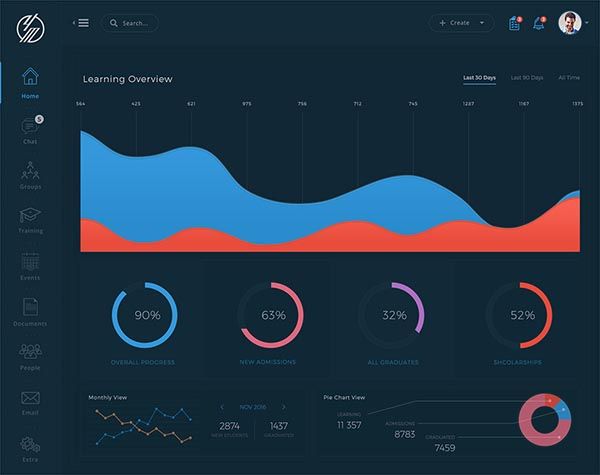 Search...
+ Create
3
3
Learning Overview
Last 30 Days Last 90 Days All Time
564 425 621 975 756 712 745 1287 1167 1375
Home
5
Chat
Groups
Training
Events
Documents
People
Email
Extra
90% 63% 32% 52%
OVERALL PROGRESS NEW ADMISSIONS ALL GRADUATES SHCOLARSHIPS
Monthly View
NOV 2016
2874 1437
NEW STUDENTS GRADUATED
Pie Chart View
LEARNING
11 357
ADMISSIONS
8783
GRADUATED
7459